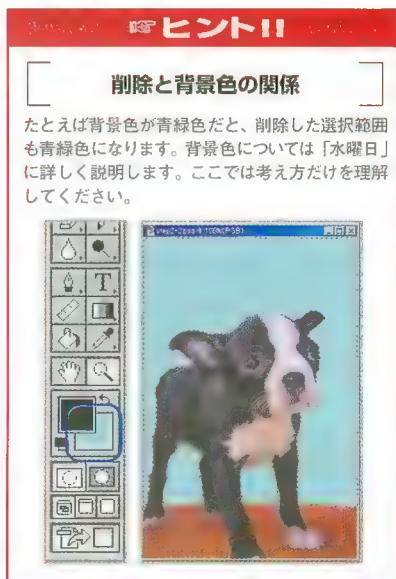 ☞ヒント!!
削除と背景色の関係
たとえば背景色が青緑色だと、削除した選択範囲
も青緑色になります。背景色については「水曜日」
に詳しく説明します。ここでは考え方だけを理解
してください。
T